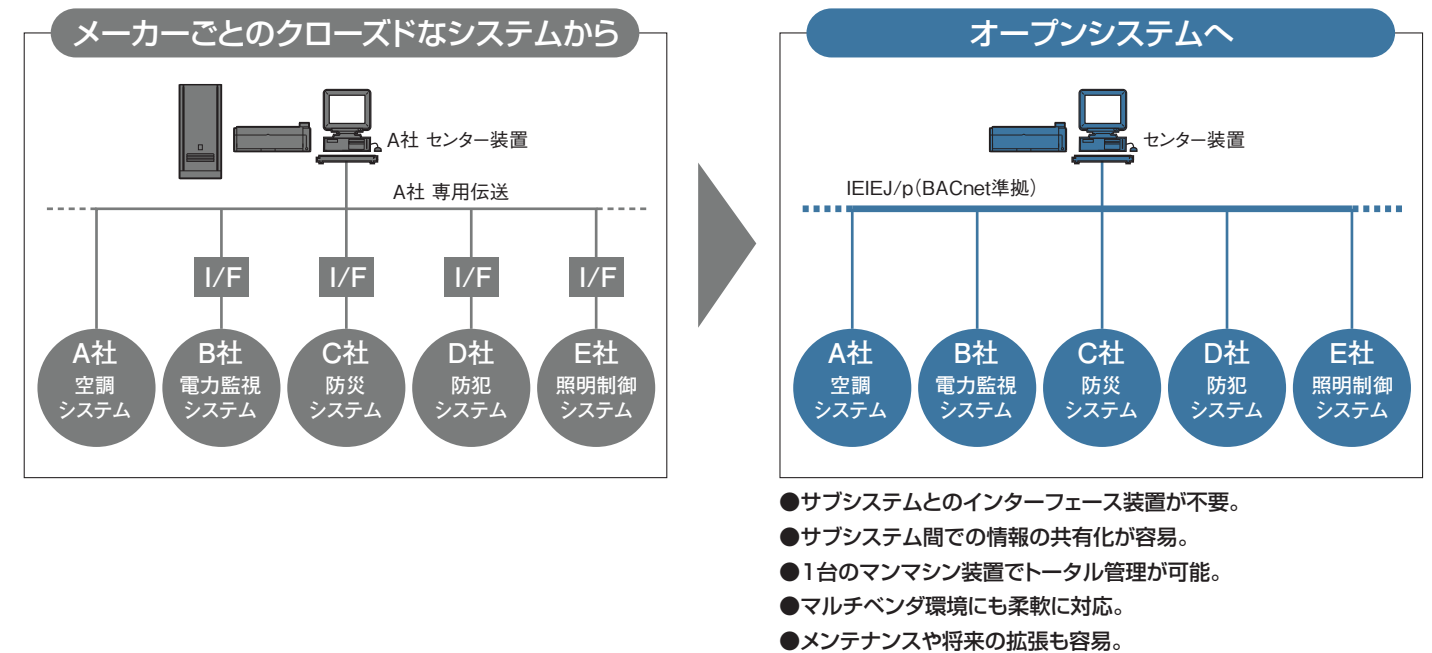 メーカーごとのクローズドなシステムから
A社 センター装置
A社 専用伝送
I/F
I/F
I/F
I/F
A社
空調
システム
B社
電力監視
システム
C社
防災
システム
D社
防犯
システム
E社
照明制御
システム
オープンシステムへ
センター装置
IEIEJ/p(BACnet準拠)
A社
空調
システム
B社
電力監視
システム
C社
防災
システム
D社
防犯
システム
E社
照明制御
システム
●サブシステムとのインターフェース装置が不要。
●サブシステム間での情報の共有化が容易。
●1台のマンマシン装置でトータル管理が可能。
●マルチベンダ環境にも柔軟に対応。
●メンテナンスや将来の拡張も容易。